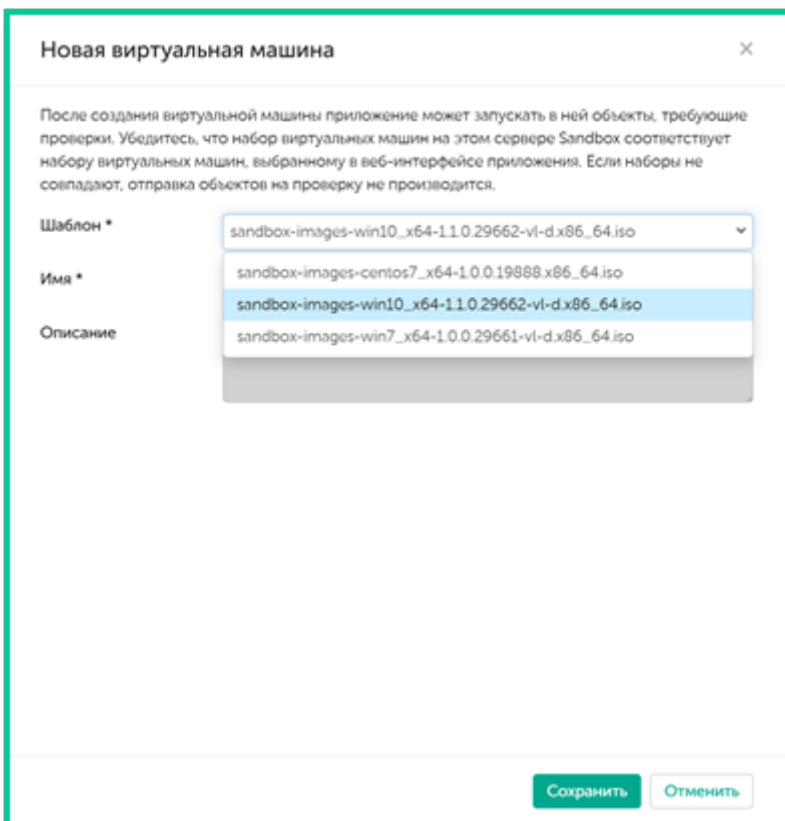 Новая виртуальная машина
После создания виртуальной машины приложение может запускать в ней объекты, требующие
проверки. Убедитесь, что набор виртуальных машин на этом сервере Sandbox соответствует
набору виртуальных машин, выбранному в веб-интерфейсе приложения. Если наборы не
совпадают, отправка объектов на проверку не производится.
Шаблон *
sandbox-images-win10_x64-1.1.0.29662-vl-d.x86_64.iso
sandbox-images-centos7_x64-1.0.0.19888.x86_64.iso
Имя *
sandbox-images-win10_x64-1.1.0.29662-vl-d.x86_64.iso
Описание
sandbox-images-win7_x64-1.0.0.29661-vl-d.x86_64.iso
Сохранить
Отменить